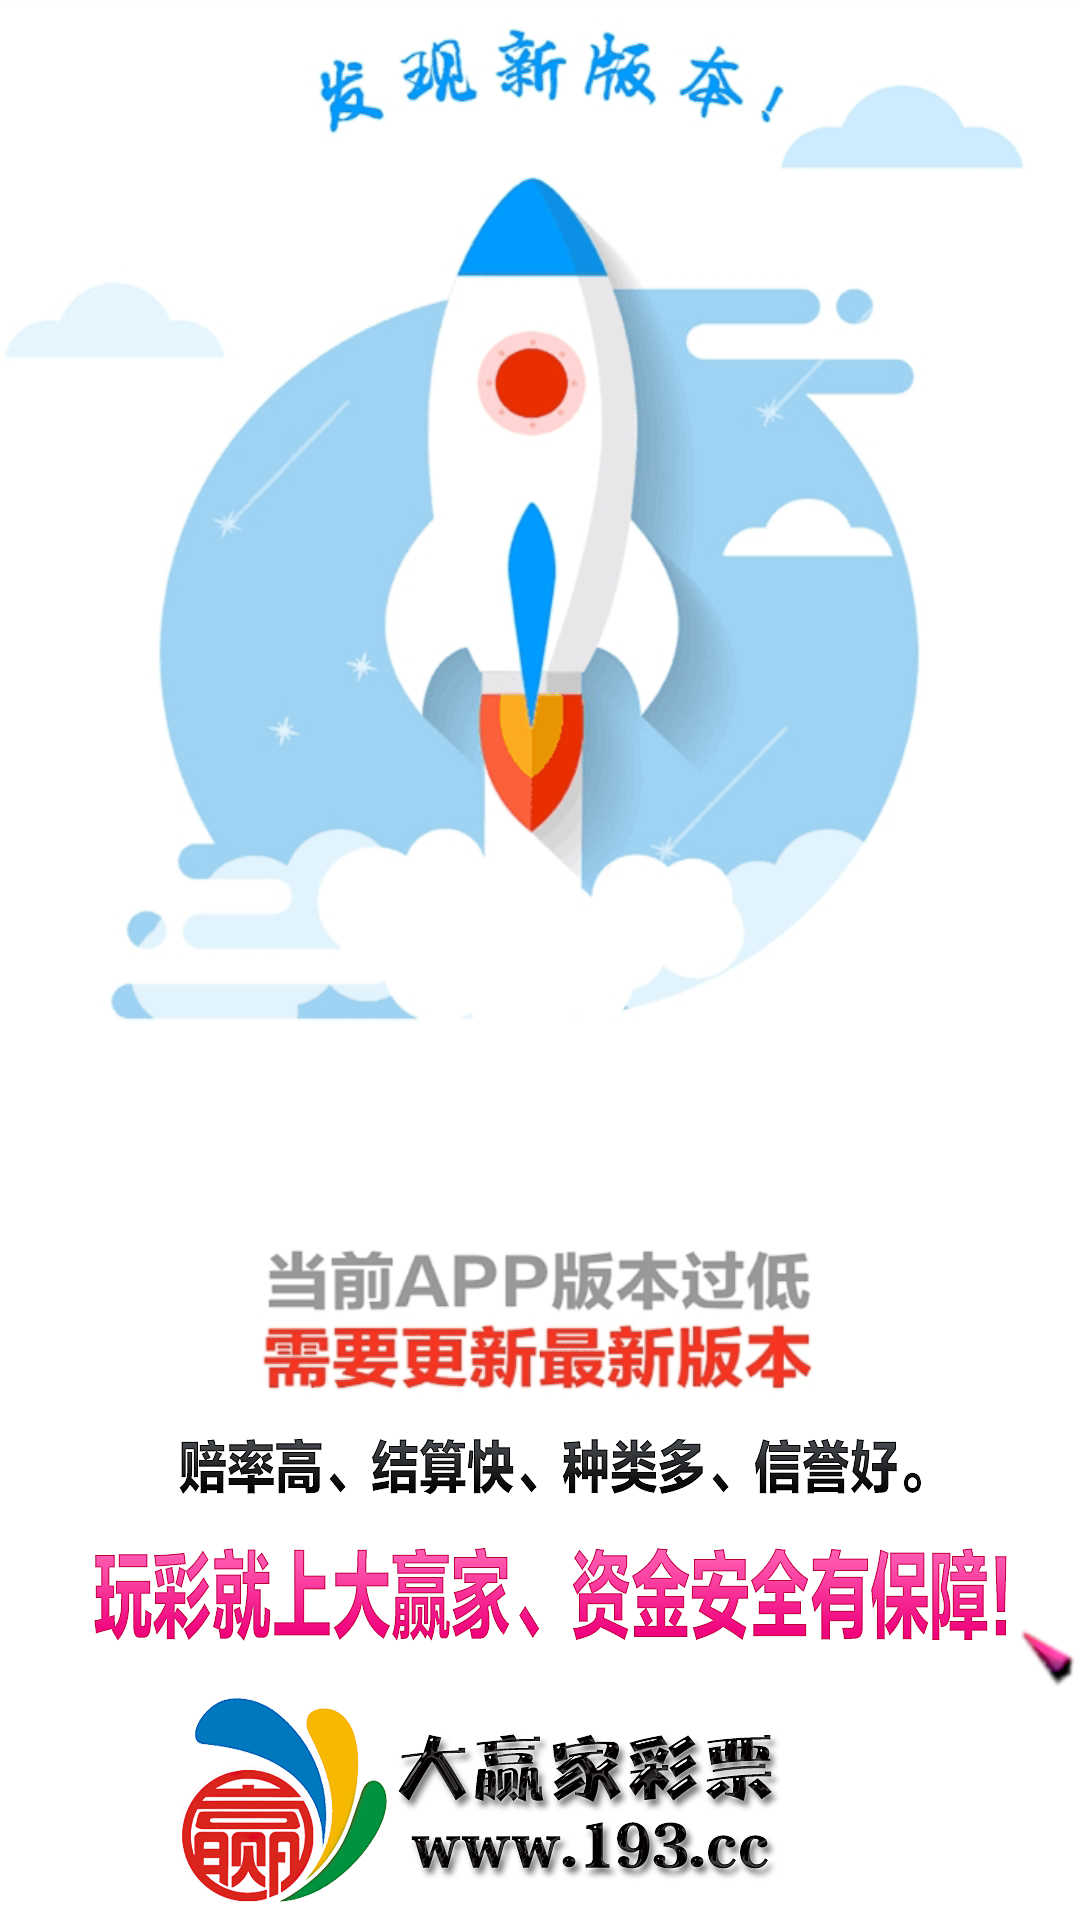 发现新版本!
当前APP版本过低
需要更新最新版本
赔率高、结算快、种类多、信誉好。
玩彩就上大赢家、资金安全有保障!
赢
大赢家彩票
www.193.cc